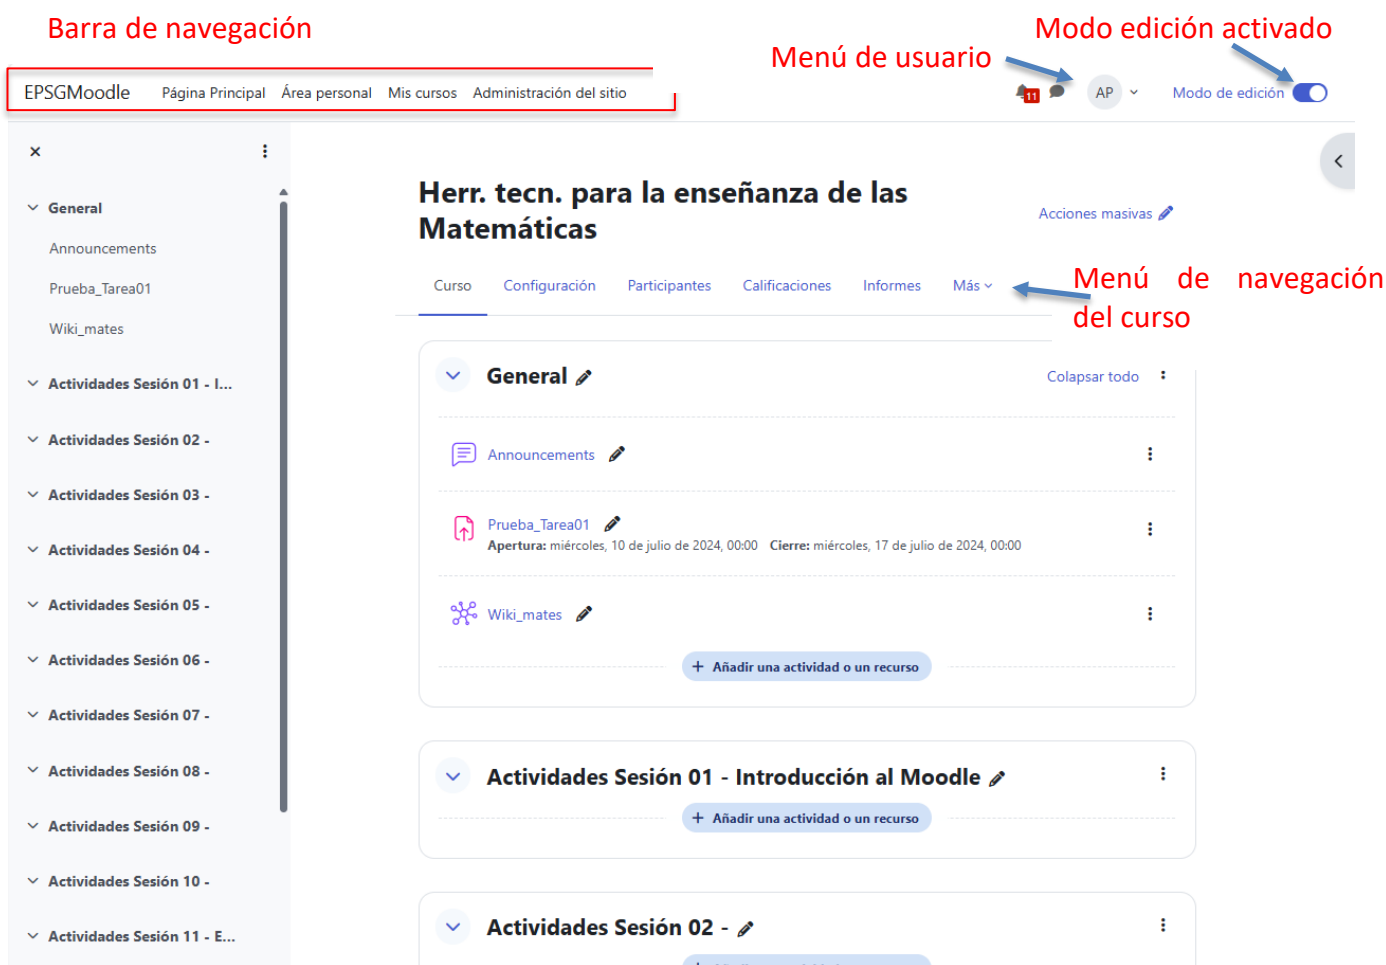 Barra de navegación
Modo edición activado
Menú de usuario
EPSGMoodle Página Principal Área personal Mis cursos Administración del sitio
11 AP Modo de edición
General
Announcements
Prueba_Tarea01
Wiki_mates
Actividades Sesión 01 - I...
Actividades Sesión 02 -
Actividades Sesión 03 -
Actividades Sesión 04 -
Actividades Sesión 05 -
Actividades Sesión 06 -
Actividades Sesión 07 -
Actividades Sesión 08 -
Actividades Sesión 09 -
Actividades Sesión 10 -
Actividades Sesión 11 - E...
Herr. tecn. para la enseñanza de las
Matemáticas
Acciones masivas
Curso Configuración Participantes Calificaciones Informes Más
Menú de navegación
del curso
General
Colapsar todo
Announcements
Prueba_Tarea01
Apertura: miércoles, 10 de julio de 2024, 00:00 Cierre: miércoles, 17 de julio de 2024, 00:00
Wiki_mates
+ Añadir una actividad o un recurso
Actividades Sesión 01 - Introducción al Moodle
+ Añadir una actividad o un recurso
Actividades Sesión 02 -